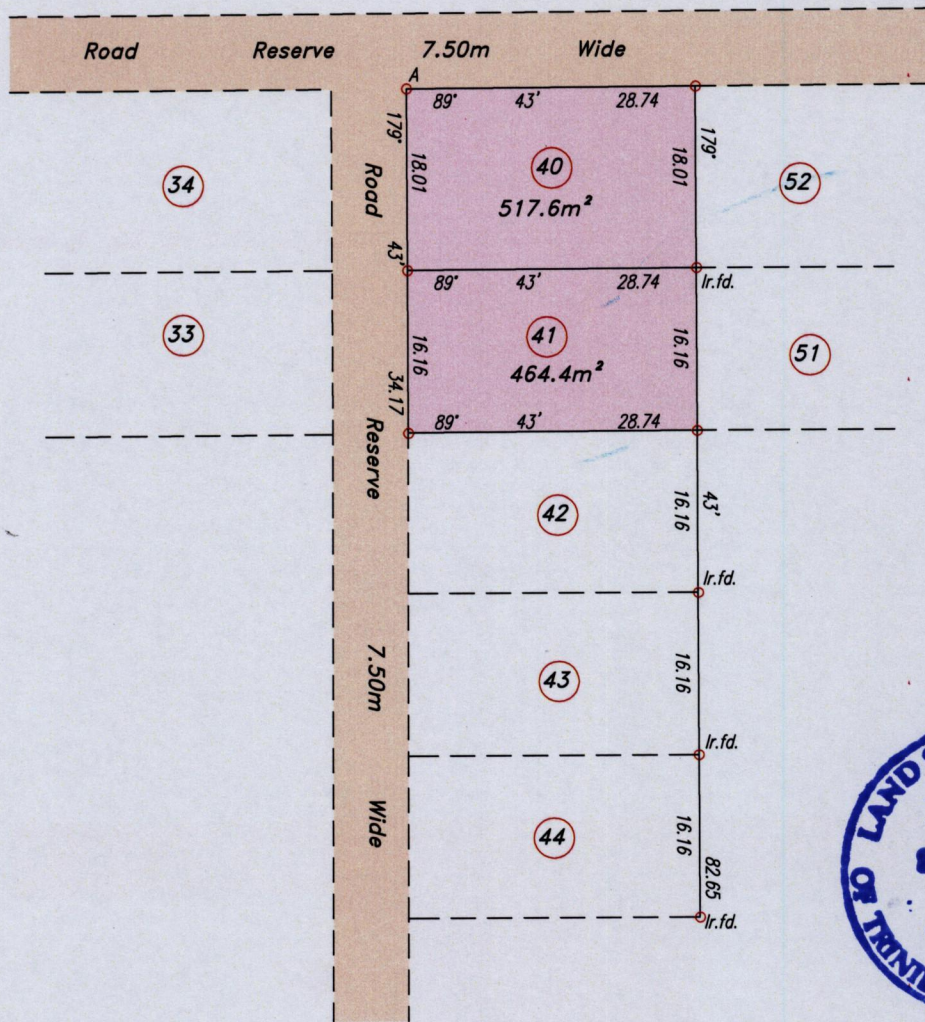 Road Reserve 7.50m Wide
A
89° 43' 28.74
179°
18.01
40
517.6m²
18.01
179°
34
52
Road
43'
89° 43' 28.74
Ir.fd.
33
16.16
41
464.4m²
16.16
51
34.17
89° 43' 28.74
Reserve
42
16.16
43'
Ir.fd.
7.50m
43
16.16
Ir.fd.
Wide
44
16.16
82.65
Ir.fd.
LAND
OF